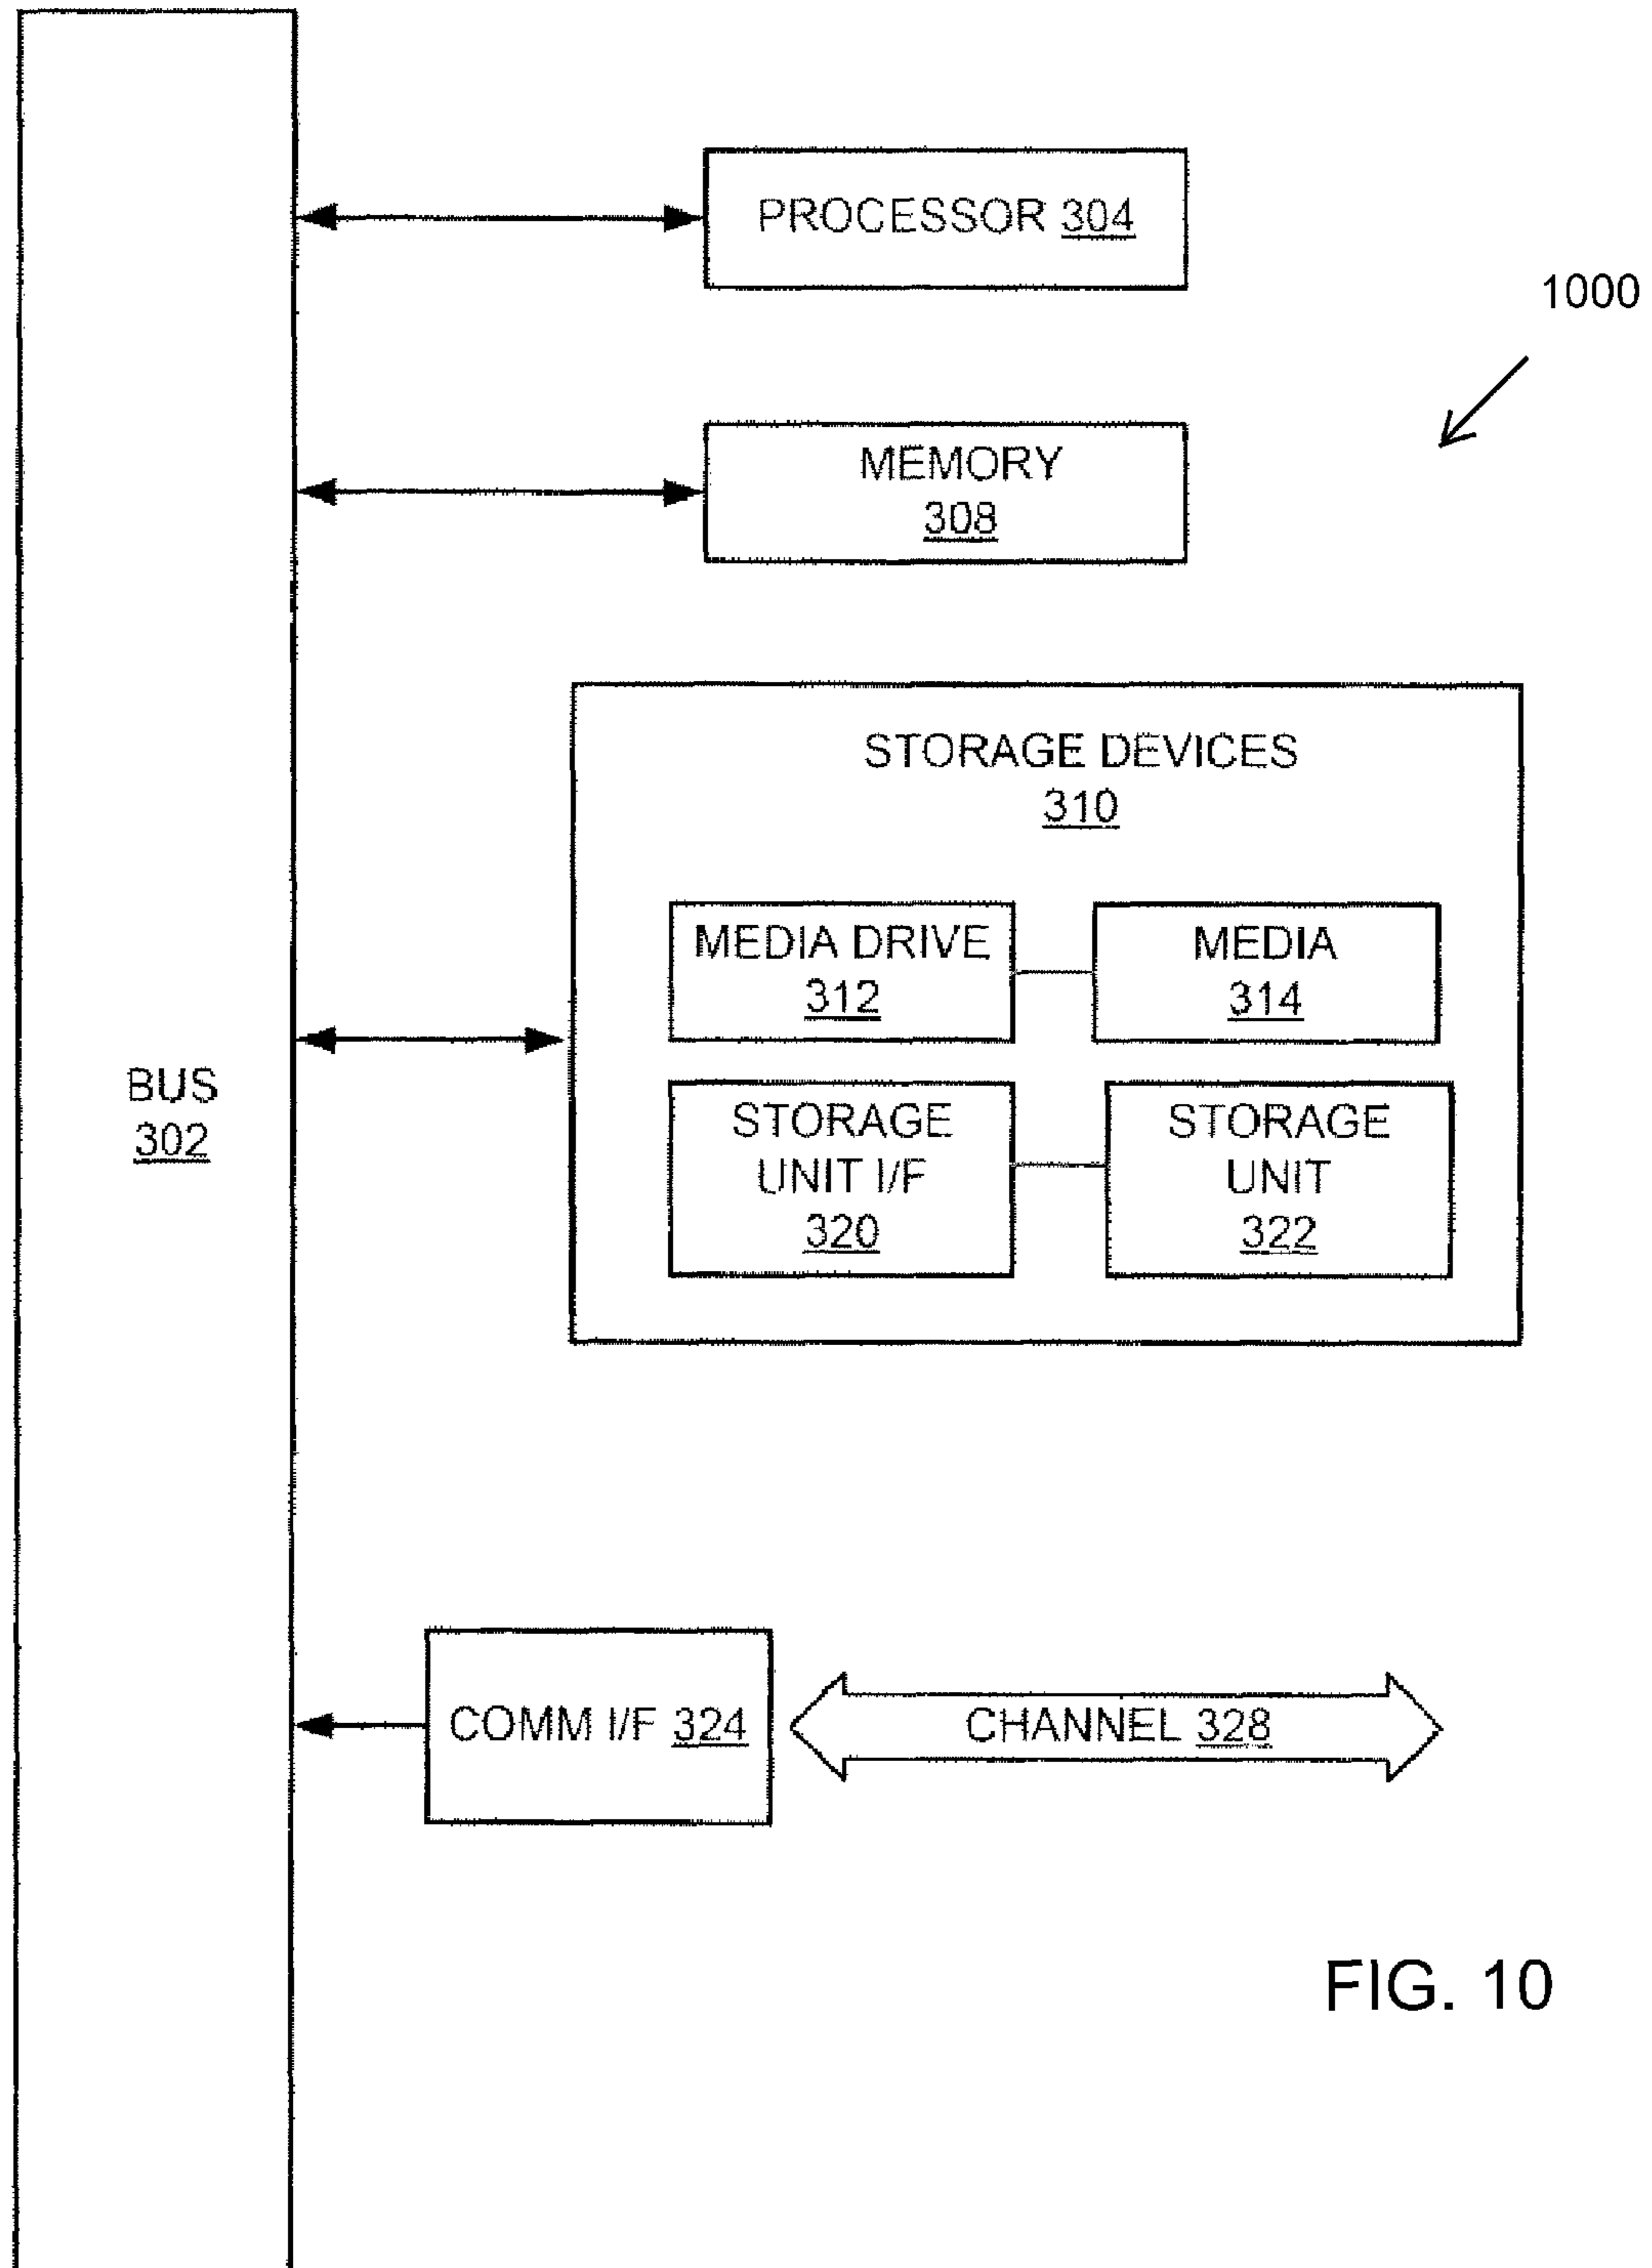 PROCESSOR 304
1000
MEMORY
308
STORAGE DEVICES
310
MEDIA DRIVE
312
MEDIA
314
BUS
302
STORAGE
UNIT I/F
320
STORAGE
UNIT
322
COMM I/F 324
CHANNEL 328
FIG. 10